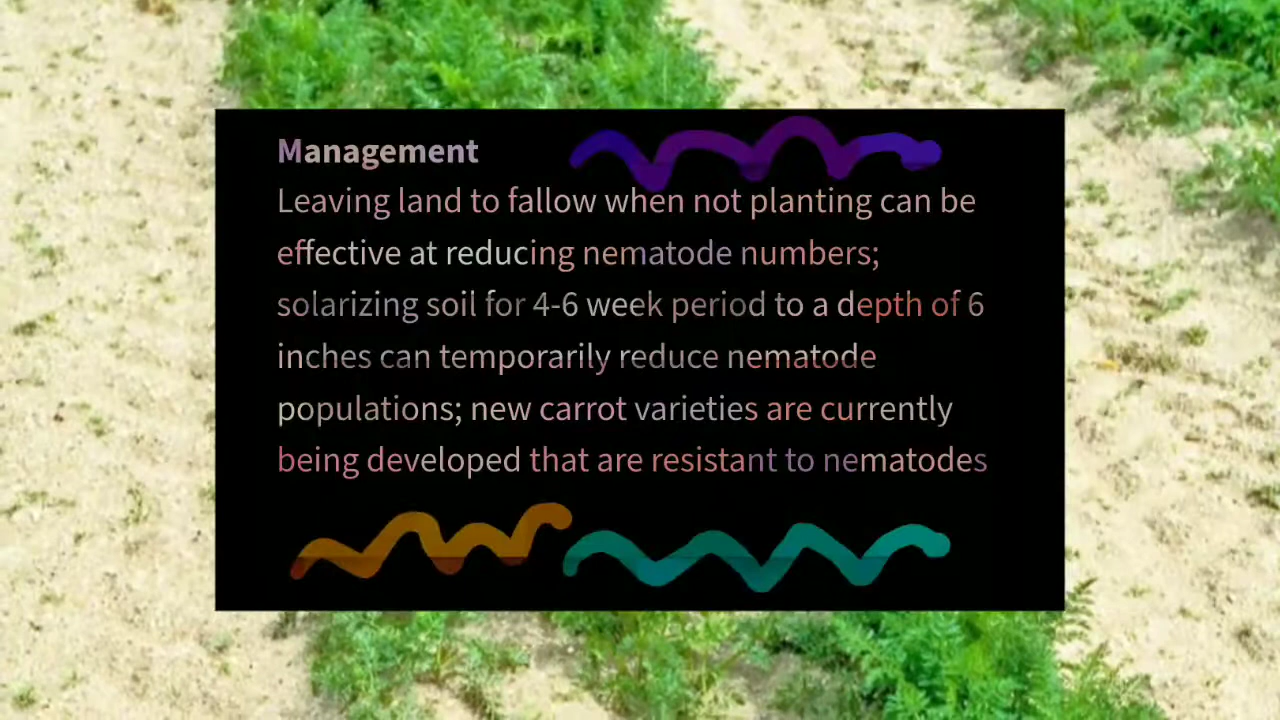 Management
Leaving land to fallow when not planting can be
effective at reducing nematode numbers;
solarizing soil for 4-6 week period to a depth of 6
inches can temporarily reduce nematode
populations; new carrot varieties are currently
being developed that are resistant to nematodes